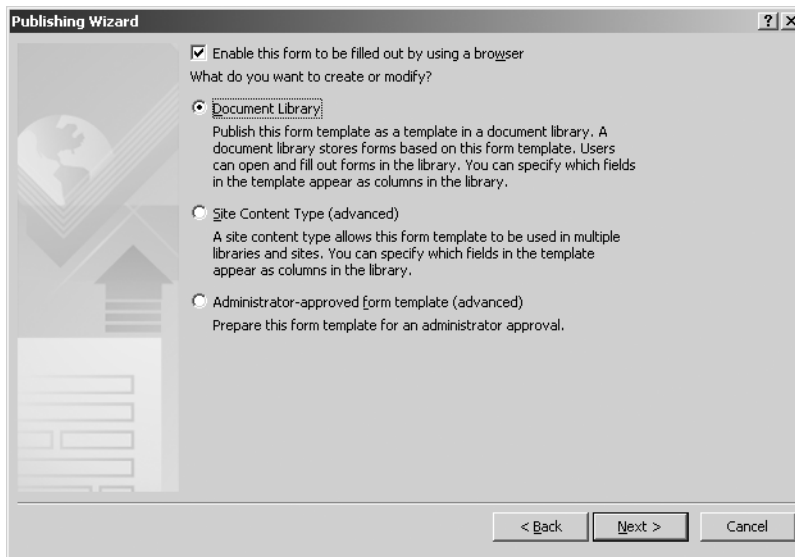 Publishing Wizard
Enable this form to be filled out by using a browser
What do you want to create or modify?
Document Library
Publish this form template as a template in a document library. A
document library stores forms based on this form template. Users
can open and fill out forms in the library. You can specify which fields
in the template appear as columns in the library.
Site Content Type (advanced)
A site content type allows this form template to be used in multiple
libraries and sites. You can specify which fields in the template
appear as columns in the library.
Administrator-approved form template (advanced)
Prepare this form template for an administrator approval.
< Back Next > Cancel